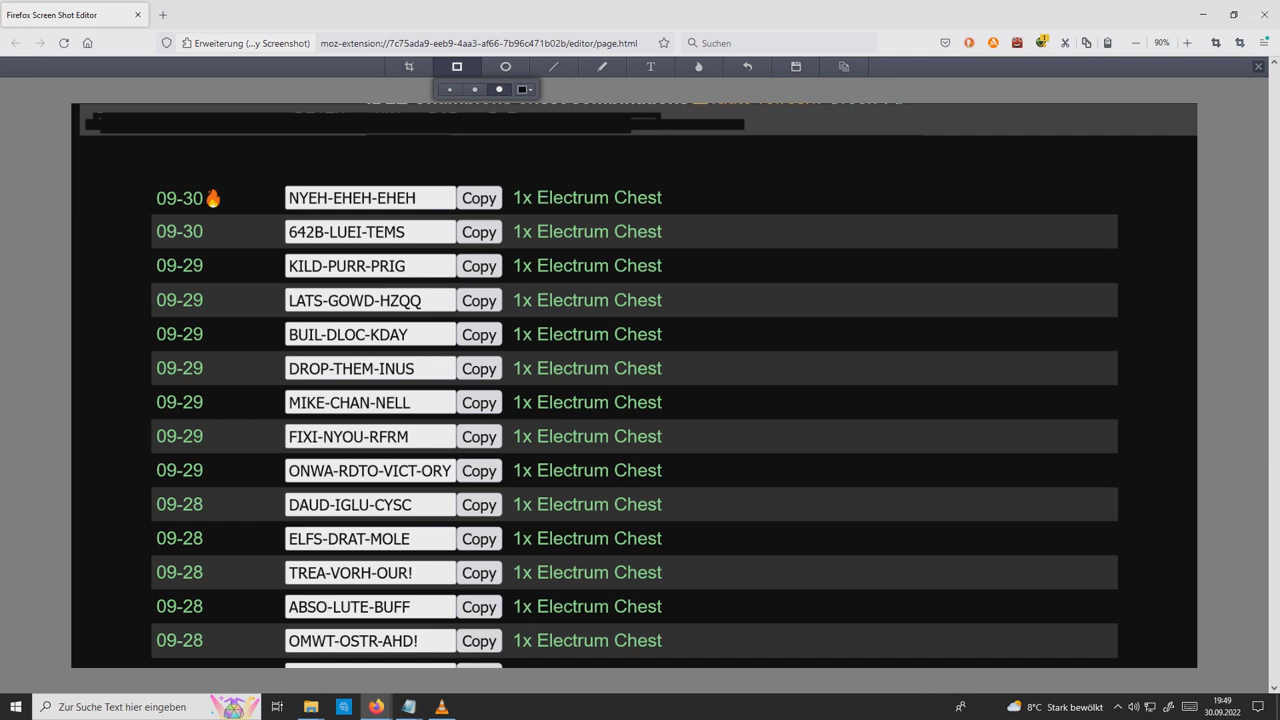 Firefox Screen Shot Editor
Erweiterung (...y Screenshot)
moz-extension://7c75ada9-eeb9-4aa3-af66-7b96c471b02e/editor/page.html
Suchen
90%
09-30 NYEH-EHEH-EHEH Copy 1x Electrum Chest
09-30 642B-LUEI-TEMS Copy 1x Electrum Chest
09-29 KILD-PURR-PRIG Copy 1x Electrum Chest
09-29 LATS-GOWD-HZQQ Copy 1x Electrum Chest
09-29 BUIL-DLOC-KDAY Copy 1x Electrum Chest
09-29 DROP-THEM-INUS Copy 1x Electrum Chest
09-29 MIKE-CHAN-NELL Copy 1x Electrum Chest
09-29 FIXI-NYOU-RFRM Copy 1x Electrum Chest
09-29 ONWA-RDTO-VICT-ORY Copy 1x Electrum Chest
09-28 DAUD-IGLU-CYSC Copy 1x Electrum Chest
09-28 ELFS-DRAT-MOLE Copy 1x Electrum Chest
09-28 TREA-VORH-OUR! Copy 1x Electrum Chest
09-28 ABSO-LUTE-BUFF Copy 1x Electrum Chest
09-28 OMWT-OSTR-AHD! Copy 1x Electrum Chest
Zur Suche Text hier eingeben
8°C Stark bewölkt
19:49
30.09.2022